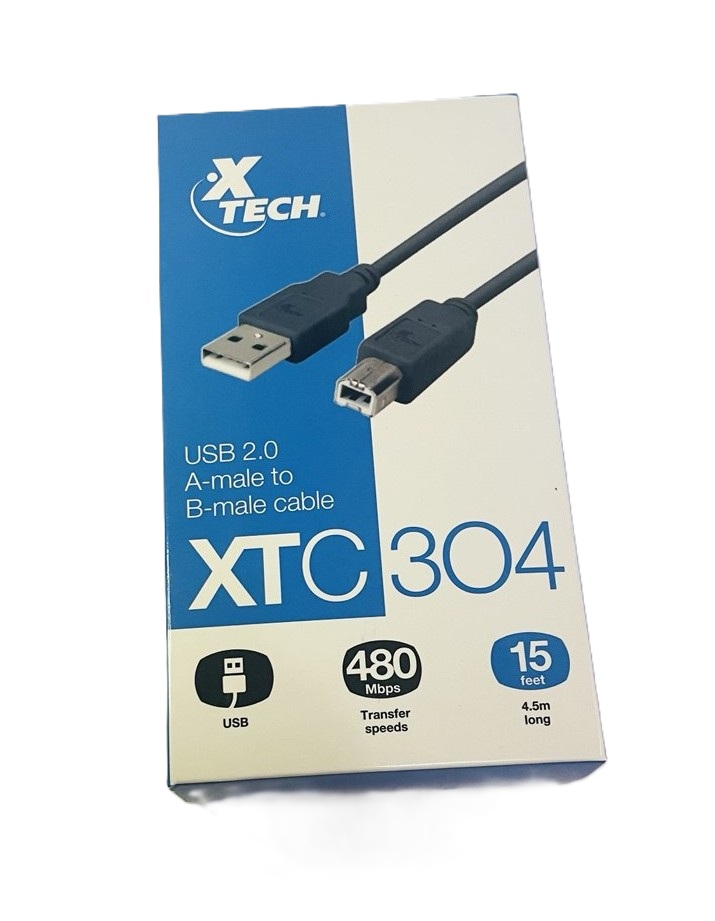 X
TECH
USB 2.0
A-male to
B-male cable
XTC 304
480
Mbps
15
feet
USB
Transfer
speeds
4.5m
long